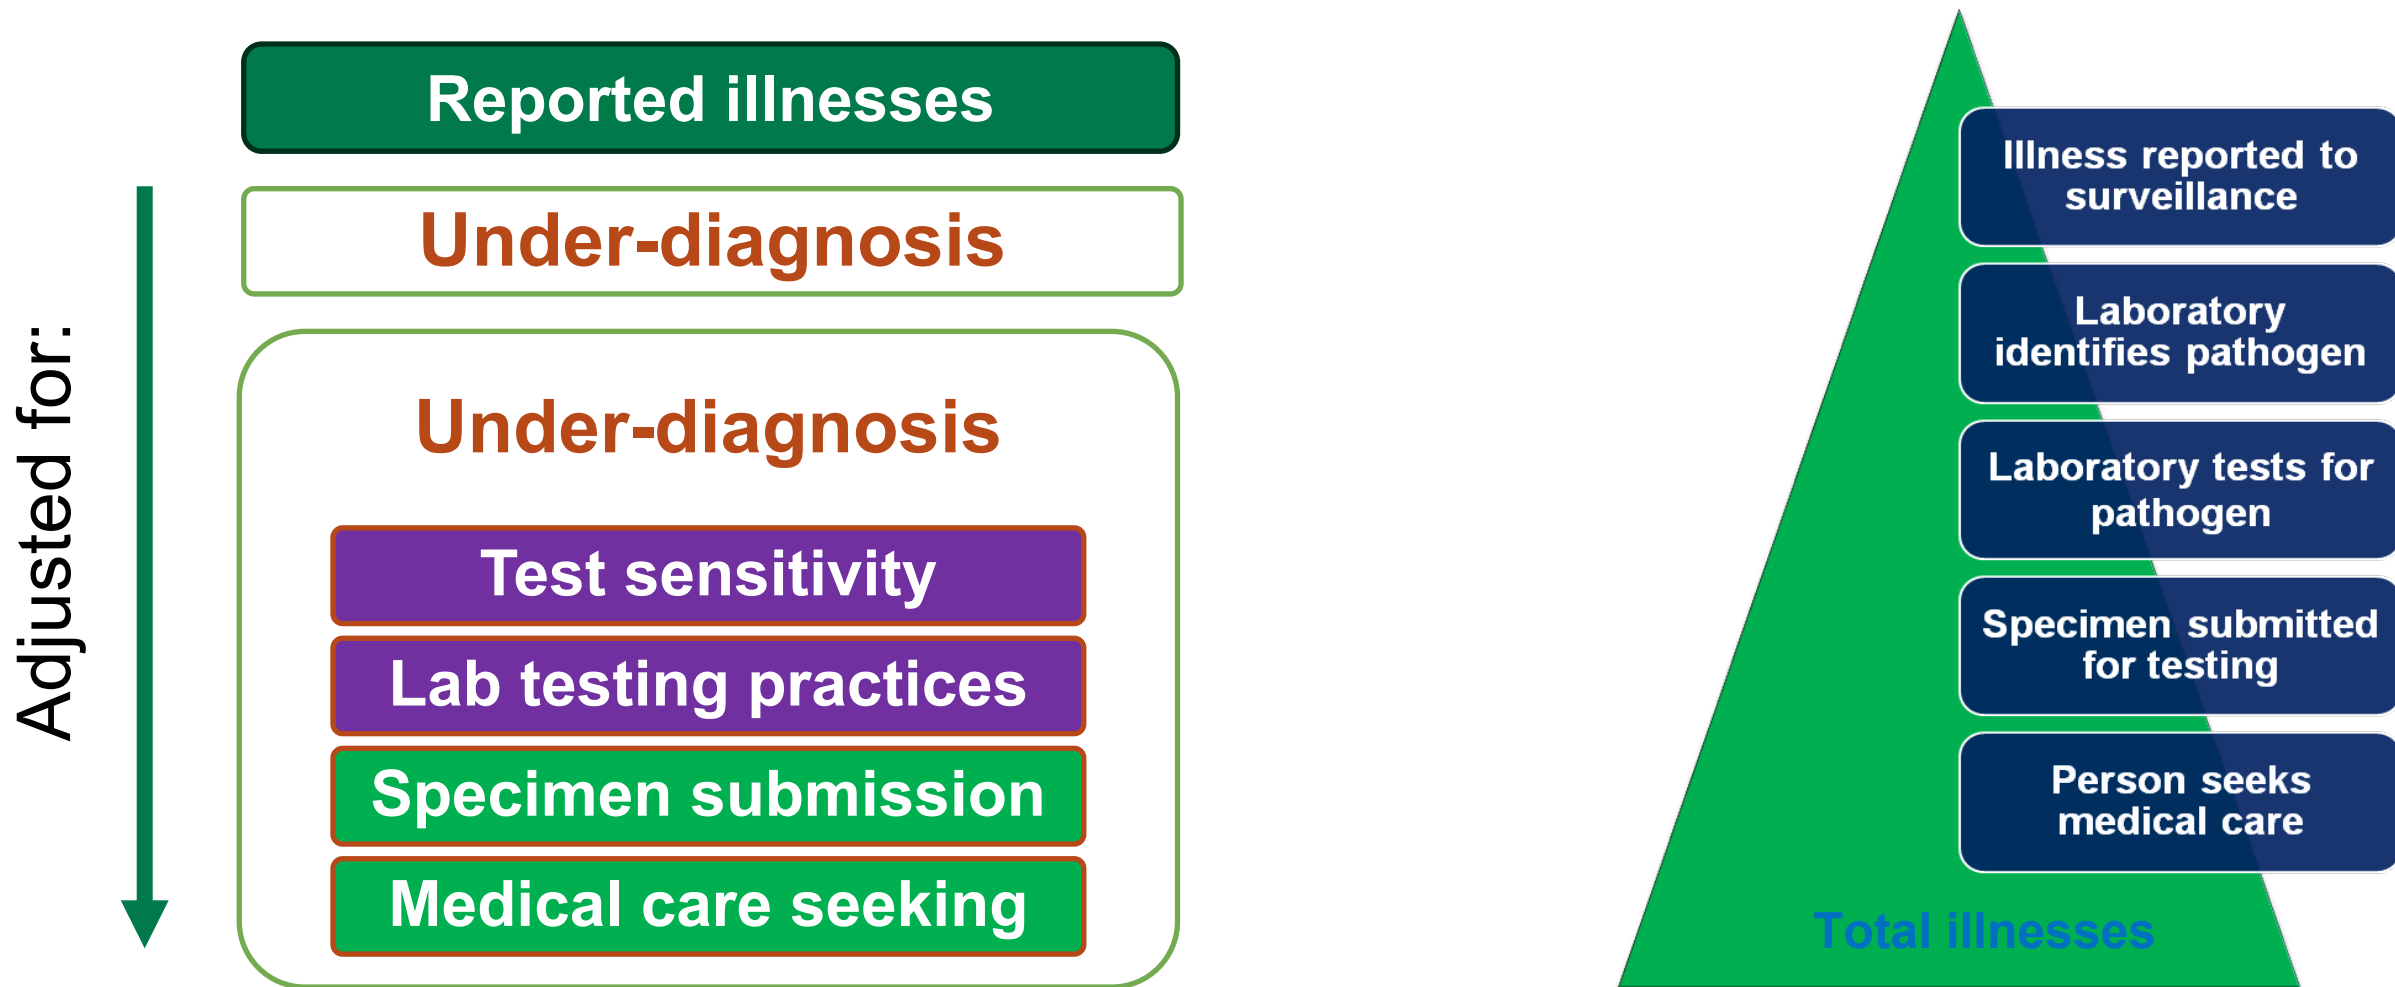 Adjusted for:
Reported illnesses
Under-diagnosis
Under-diagnosis
Test sensitivity
Lab testing practices
Specimen submission
Medical care seeking
Illness reported to
surveillance
Laboratory
identifies pathogen
Laboratory tests for
pathogen
Specimen submitted
for testing
Person seeks
medical care
Total illnesses